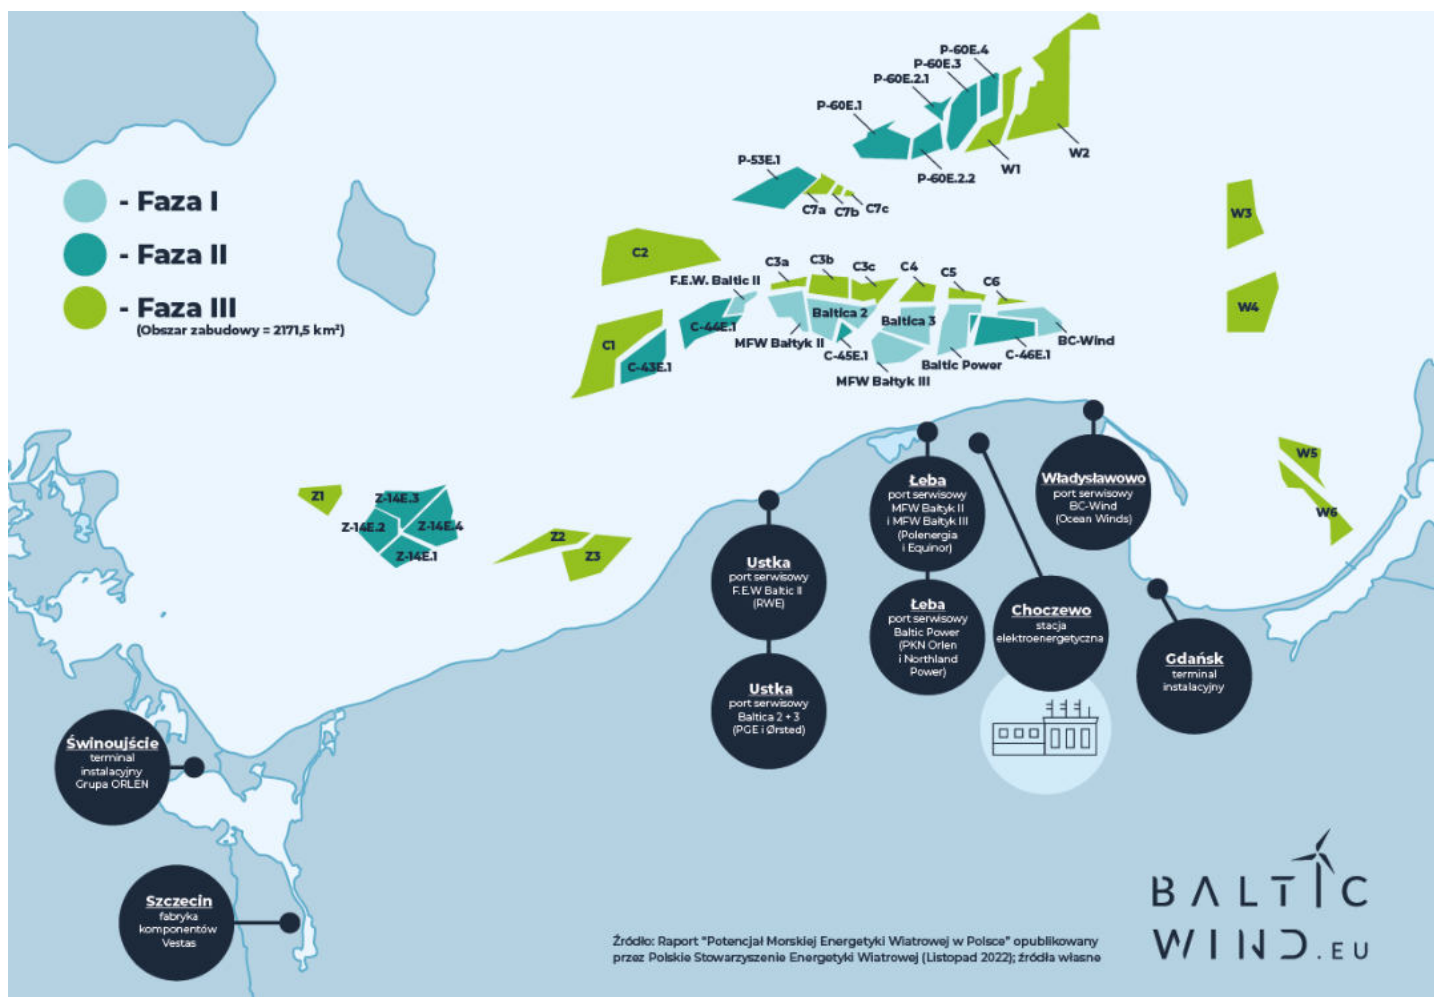 - Faza I
- Faza II
- Faza III
(Obszar zabudowy = 2171,5 km²)
P-60E.4
P-60E.3
P-60E.2.1
P-60E.1
P-60E.2.2
W1
W2
P-53E.1
C7a
C7b
C7c
W3
W4
C2
F.E.W. Baltic II
C3a
C3b
C3c
C4
C5
C6
C-44E.1
Baltica 2
Baltica 3
C1
C-43E.1
MFW Bałtyk II
C-45E.1
MFW Bałtyk III
Baltic Power
C-46E.1
BC-Wind
W5
W6
Z1
Z-14E.3
Z-14E.2
Z-14E.4
Z-14E.1
Z2
Z3
Ustka
port serwisowy
F.E.W Baltic II
(RWE)
Ustka
port serwisowy
Baltica 2 + 3
(PGE i Ørsted)
Łeba
port serwisowy
MFW Bałtyk II
i MFW Bałtyk III
(Polenergia
i Equinor)
Łeba
port serwisowy
Baltic Power
(PKN Orlen
i Northland
Power)
Choczewo
stacja
elektroenergetyczna
Władysławowo
port serwisowy
BC-Wind
(Ocean Winds)
Gdańsk
terminal
instalacyjny
Świnoujście
terminal
instalacyjny
Grupa ORLEN
Szczecin
fabryka
komponentów
Vestas
Źródło: Raport "Potencjał Morskiej Energetyki Wiatrowej w Polsce" opublikowany
przez Polskie Stowarzyszenie Energetyki Wiatrowej (Listopad 2022); źródła własne
BALTIC
WIND.EU